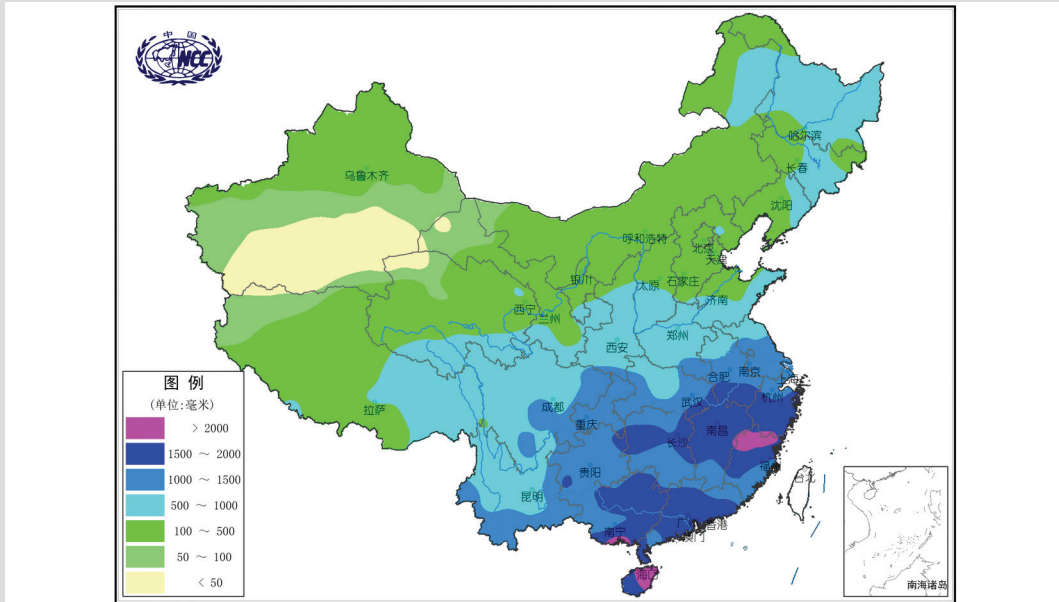 中 国
NCC
哈尔滨
长春
乌鲁木齐
沈阳
呼和浩特
北京
天津
银川
太原
石家庄
西宁
济南
兰州
郑州
西安
合肥
南京
上海
杭州
成都
武汉
拉萨
重庆
南昌
长沙
贵阳
福州
台北
昆明
南宁
广州
香港
澳门
海口
图 例
(单位:毫米)
> 2000
1500 ～ 2000
1000 ～ 1500
500 ～ 1000
100 ～ 500
50 ～ 100
< 50
南海诸岛